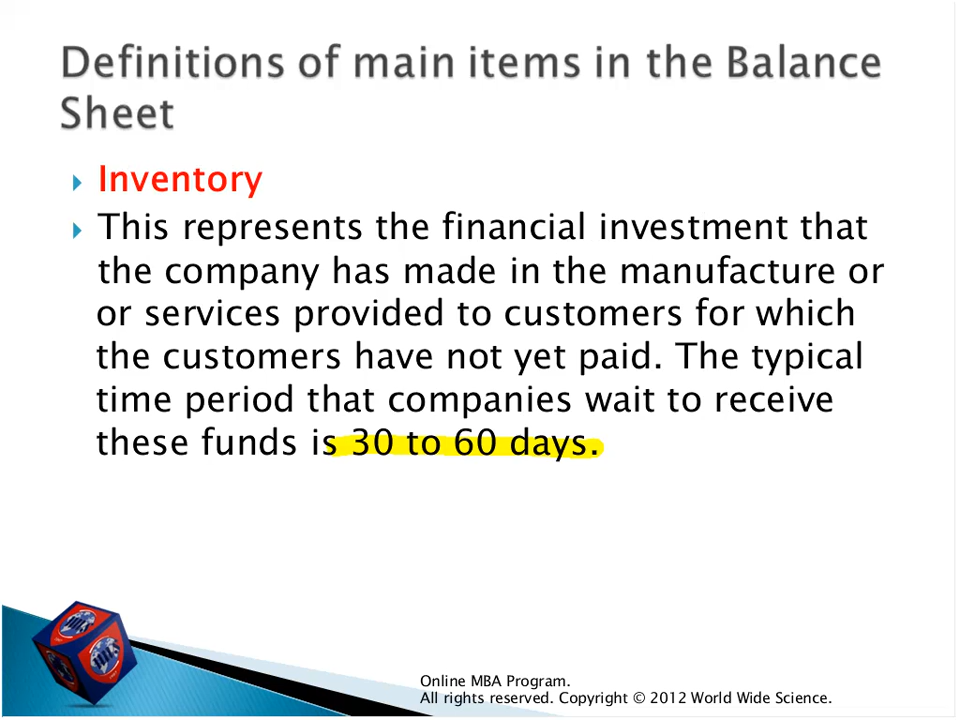 Definitions of main items in the Balance
Sheet
Inventory
This represents the financial investment that
the company has made in the manufacture or
or services provided to customers for which
the customers have not yet paid. The typical
time period that companies wait to receive
these funds is 30 to 60 days.
Online MBA Program.
All rights reserved. Copyright © 2012 World Wide Science.